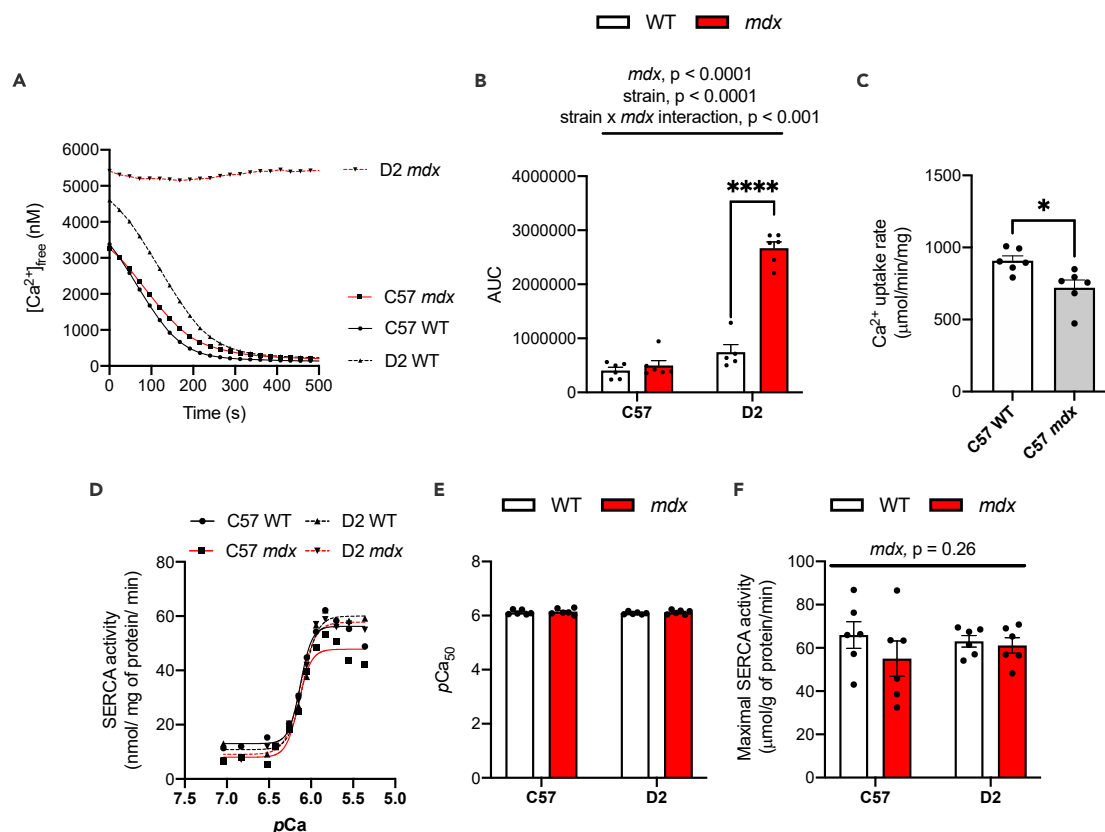 WT mdx
A
[Ca²⁺]free (nM)
6000
5000
4000
3000
2000
1000
0
0 100 200 300 400 500
Time (s)
D2 mdx
C57 mdx
C57 WT
D2 WT
B
mdx, p < 0.0001
strain, p < 0.0001
strain x mdx interaction, p < 0.001
AUC
4000000
3000000
2000000
1000000
0
****
C57 D2
C
Ca²⁺ uptake rate
(μmol/min/mg)
1500
1000
500
0
*
C57 WT
C57 mdx
D
C57 WT D2 WT
C57 mdx D2 mdx
SERCA activity
(nmol/ mg of protein/ min)
80
60
40
20
0
7.5 7.0 6.5 6.0 5.5 5.0
pCa
E
WT mdx
pCa₅₀
8
6
4
2
0
C57 D2
F
WT mdx
mdx, p = 0.26
Maximal SERCA activity
(μmol/g of protein/min)
100
80
60
40
20
0
C57 D2